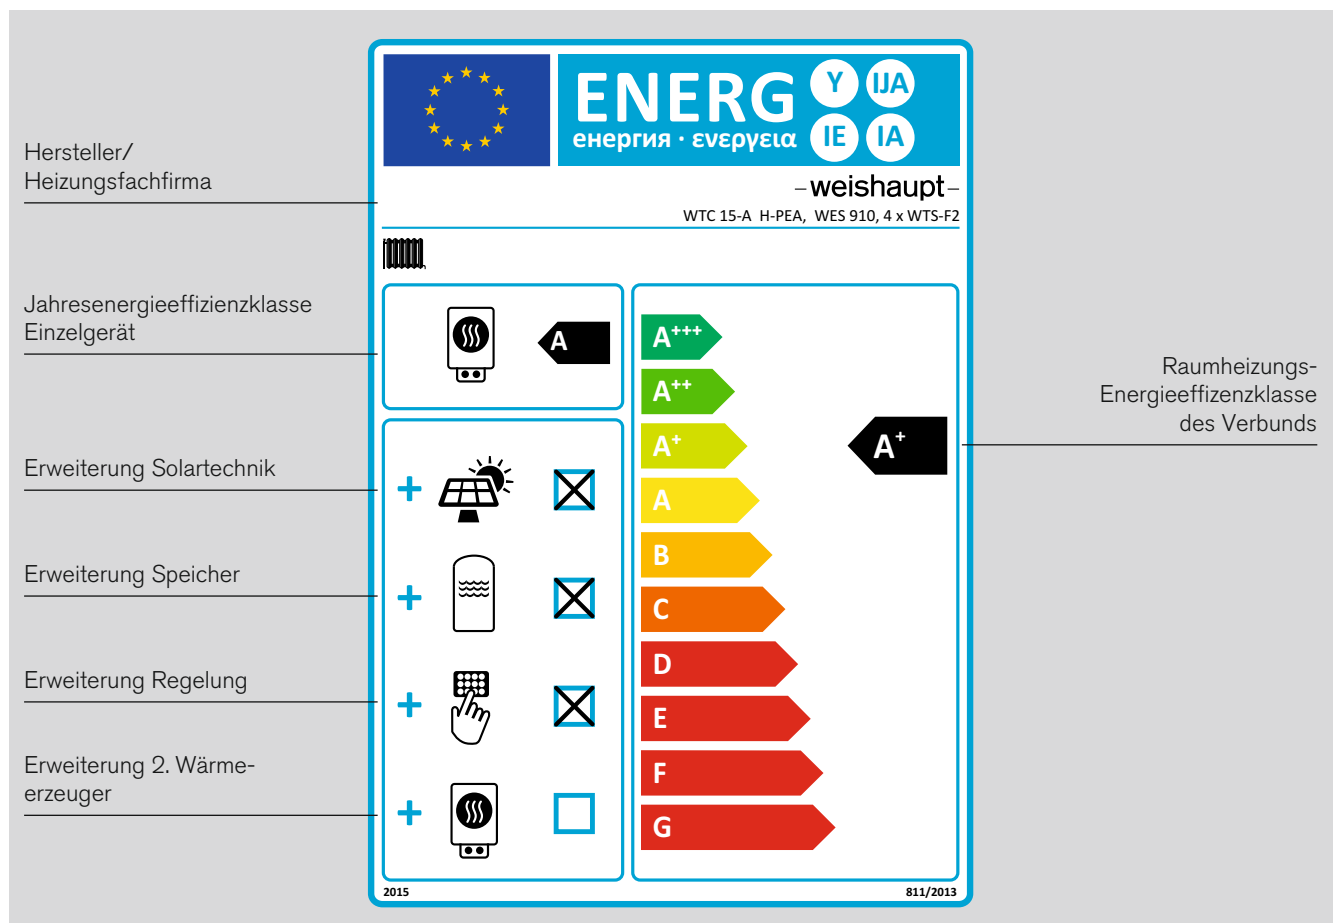 ENERG Y IJA
енергия · ενεργεια IE IA
Hersteller/
Heizungsfachfirma
–weishaupt–
WTC 15-A H-PEA, WES 910, 4 x WTS-F2
Jahresenergieeffizienzklasse
Einzelgerät
A
A+++
A++
A+
A
B
C
D
E
F
G
A+
Raumheizungs-
Energieeffizenzklasse
des Verbunds
Erweiterung Solartechnik
+
Erweiterung Speicher
+
Erweiterung Regelung
+
Erweiterung 2. Wärme-
erzeuger
+
2015
811/2013